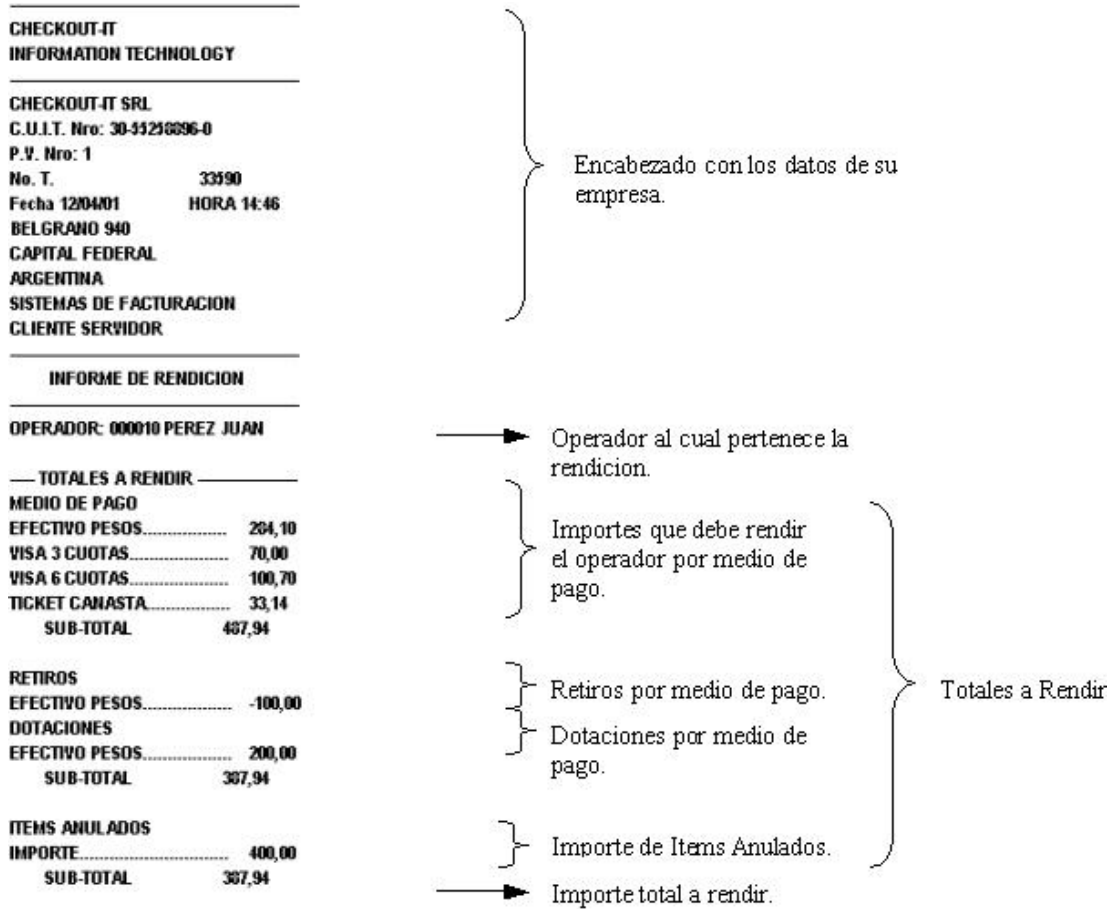 CHECKOUT-IT
INFORMATION TECHNOLOGY
CHECKOUT-IT SRL
C.U.I.T. Nro:
P.V. Nro: 1
No. T. 33590
Fecha 12/04/01 HORA 14:46
BELGRANO 940
CAPITAL FEDERAL
ARGENTINA
SISTEMAS DE FACTURACION
CLIENTE SERVIDOR
Encabezado con los datos de su
empresa.
INFORME DE RENDICION
OPERADOR: 000010 PEREZ JUAN
Operador al cual pertenece la
rendicion.
TOTALES A RENDIR
MEDIO DE PAGO
EFECTIVO PESOS.................. 284,10
VISA 3 CUOTAS..................... 70,00
VISA 6 CUOTAS..................... 100,70
TICKET CANASTA.................. 33,14
SUB-TOTAL 487,94
Importes que debe rendir
el operador por medio de
pago.
RETIROS
EFECTIVO PESOS................... -100,00
Retiros por medio de pago.
DOTACIONES
EFECTIVO PESOS................... 200,00
SUB-TOTAL 387,94
Dotaciones por medio de
pago.
ITEMS ANULADOS
IMPORTE................................ 400,00
SUB-TOTAL 387,94
Importe de Items Anulados.
Importe total a rendir.
Totales a Rendir